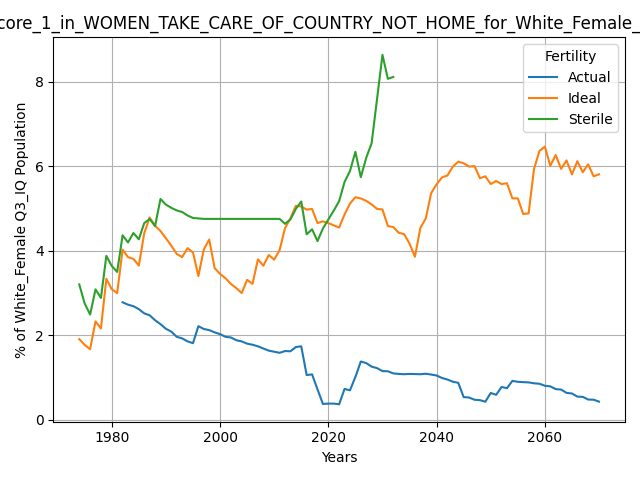 core_1_in_WOMEN_TAKE_CARE_OF_COUNTRY_NOT_HOME_for_White_Female_
Fertility
Actual
Ideal
Sterile
% of White_Female Q3_IQ Population
8
6
4
2
0
1980 2000 2020 2040 2060
Years